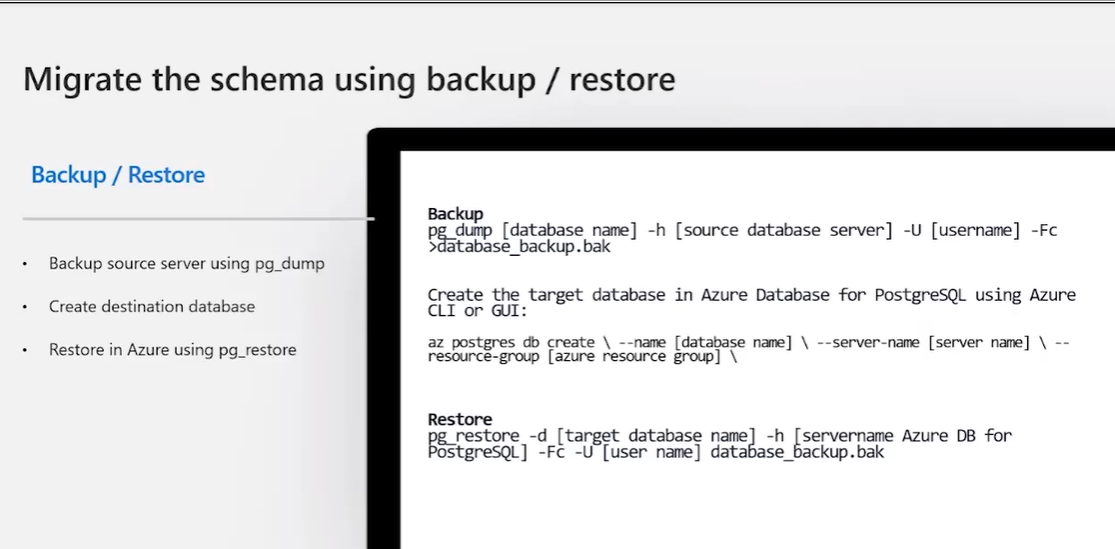 Migrate the schema using backup / restore
Backup / Restore
• Backup source server using pg_dump
• Create destination database
• Restore in Azure using pg_restore
Backup
pg_dump [database name] -h [source database server] -U [username] -Fc
>database_backup.bak
Create the target database in Azure Database for PostgreSQL using Azure
CLI or GUI:
az postgres db create \ --name [database name] \ --server-name [server name] \ --
resource-group [azure resource group] \
Restore
pg_restore -d [target database name] -h [servername Azure DB for
PostgreSQL] -Fc -U [user name] database_backup.bak